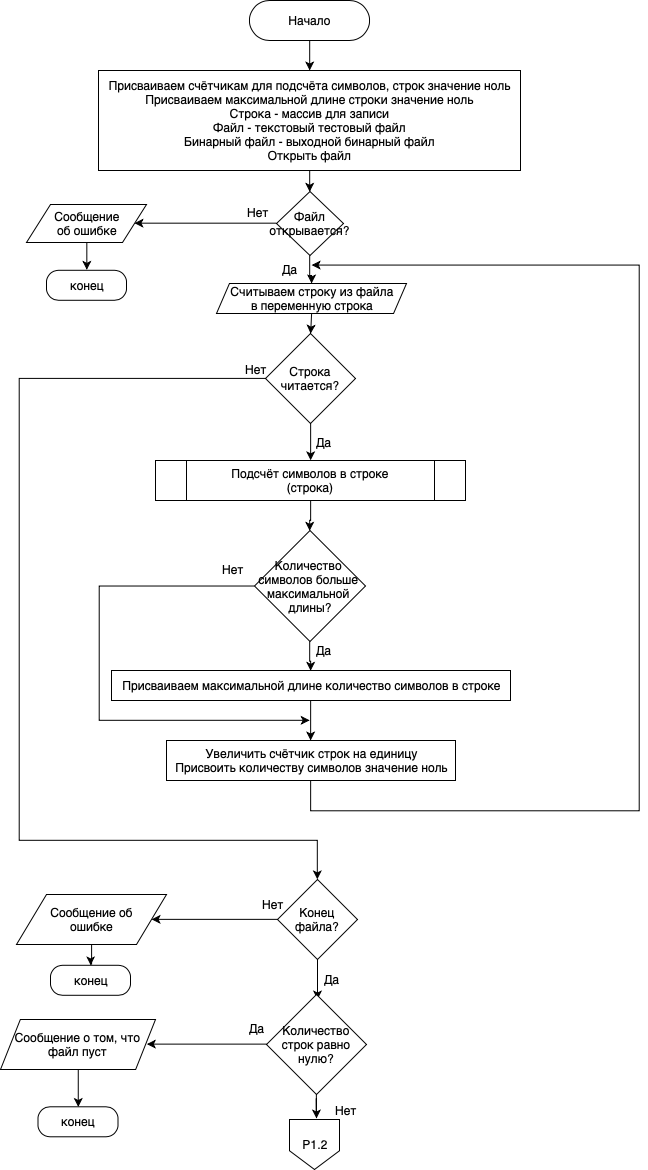 Начало
Присваиваем счётчикам для подсчёта символов, строк значение ноль
Присваиваем максимальной длине строки значение ноль
Строка - массив для записи
Файл - текстовый тестовый файл
Бинарный файл - выходной бинарный файл
Открыть файл
Файл
открывается?
Нет
Сообщение
об ошибке
конец
Да
Считываем строку из файла
в переменную строка
Строка
читается?
Нет
Да
Подсчёт символов в строке
(строка)
Количество
символов больше
максимальной
длины?
Нет
Да
Присваиваем максимальной длине количество символов в строке
Увеличить счётчик строк на единицу
Присвоить количеству символов значение ноль
Конец
файла?
Нет
Сообщение об
ошибке
конец
Да
Количество
строк равно
нулю?
Да
Сообщение о том, что
файл пуст
конец
Нет
P1.2